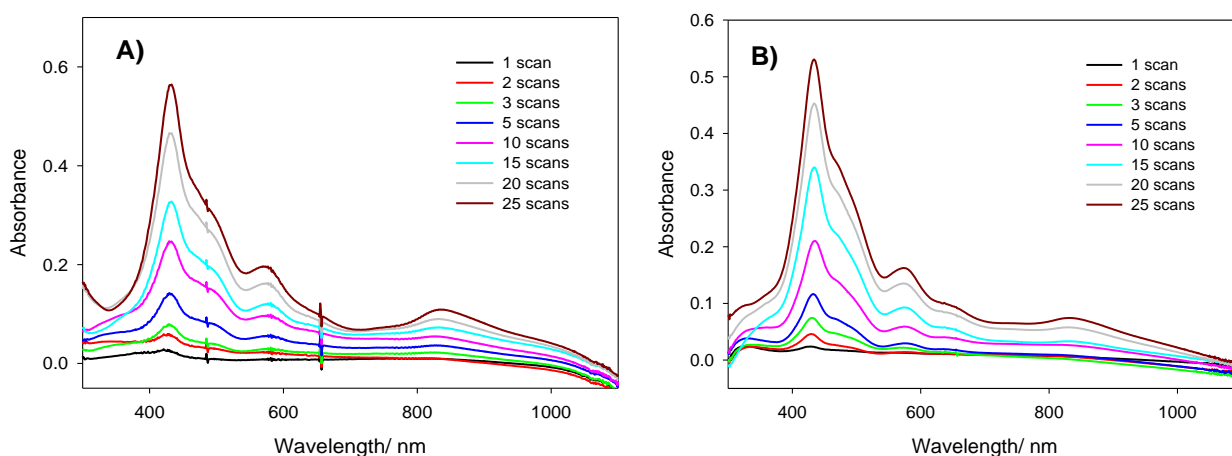 A)
Absorbance
0.6
0.4
0.2
0.0
1 scan
2 scans
3 scans
5 scans
10 scans
15 scans
20 scans
25 scans
400
600
800
1000
Wavelength/ nm
B)
Absorbance
0.6
0.5
0.4
0.3
0.2
0.1
0.0
1 scan
2 scans
3 scans
5 scans
10 scans
15 scans
20 scans
25 scans
400
600
800
1000
Wavelength/ nm